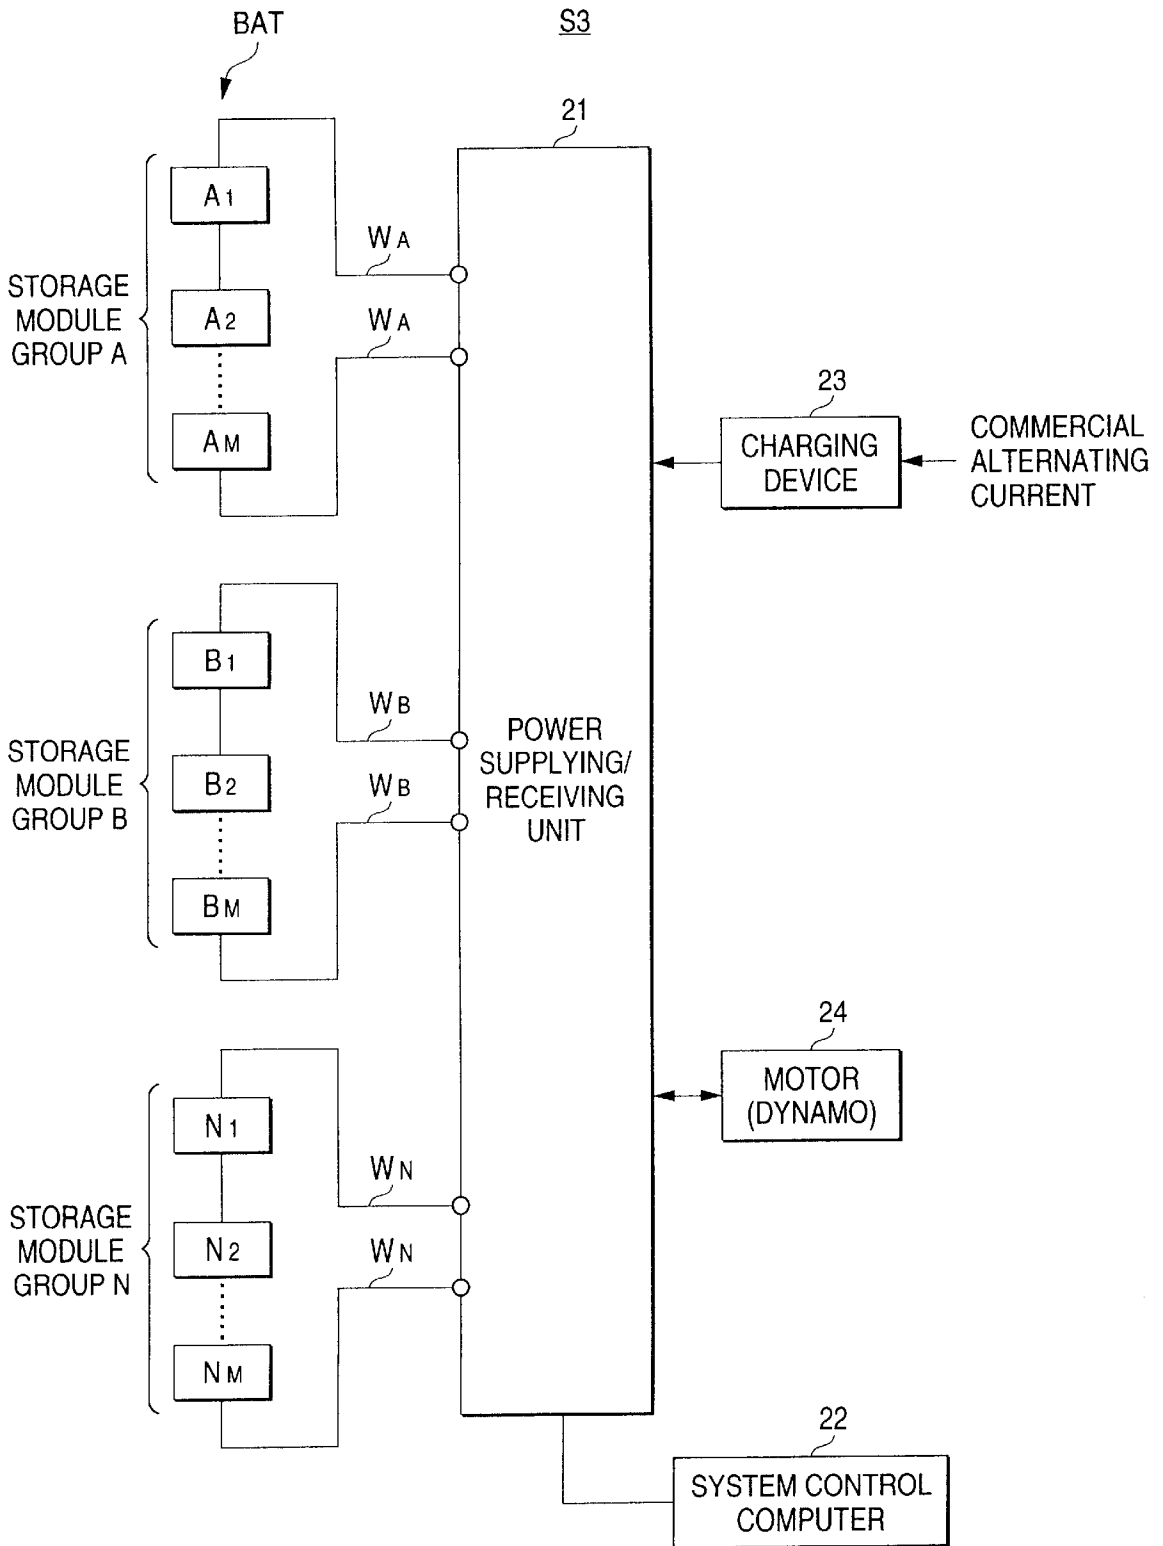 BAT
S3
21
A1
STORAGE
MODULE
GROUP A
A2
AM
WA
WA
23
CHARGING
DEVICE
COMMERCIAL
ALTERNATING
CURRENT
B1
STORAGE
MODULE
GROUP B
B2
BM
WB
WB
POWER
SUPPLYING/
RECEIVING
UNIT
24
MOTOR
(DYNAMO)
N1
STORAGE
MODULE
GROUP N
N2
NM
WN
WN
22
SYSTEM CONTROL
COMPUTER